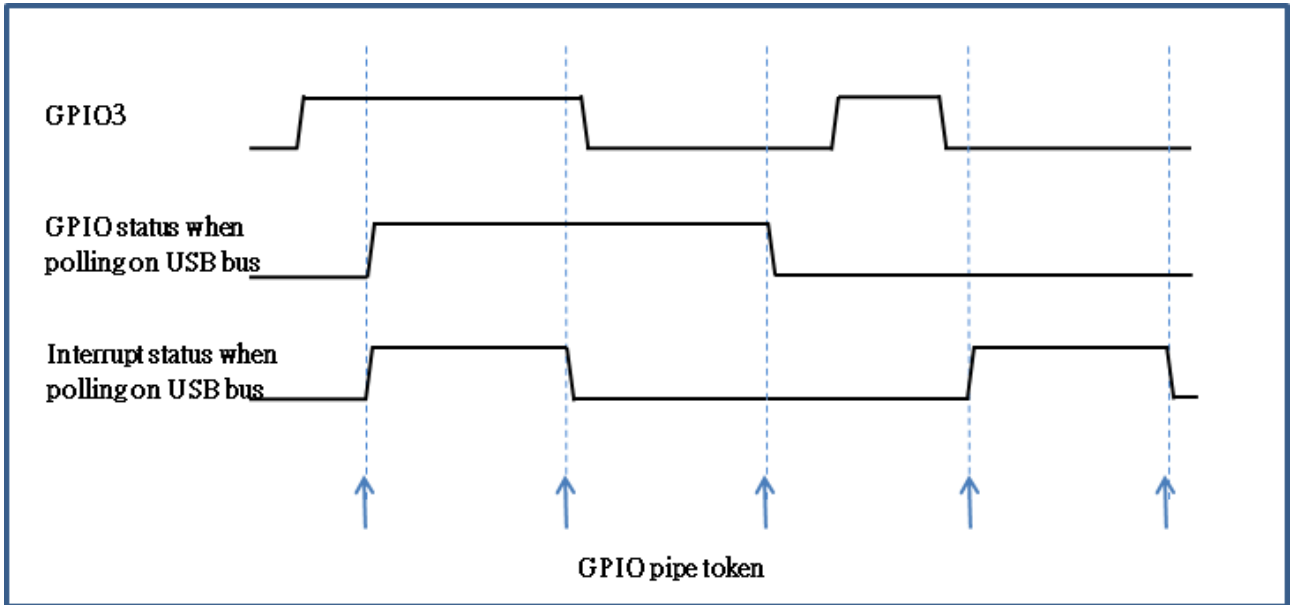 GPIO3
GPIO status when
polling on USB bus
Interrupt status when
polling on USB bus
GPIO pipe token